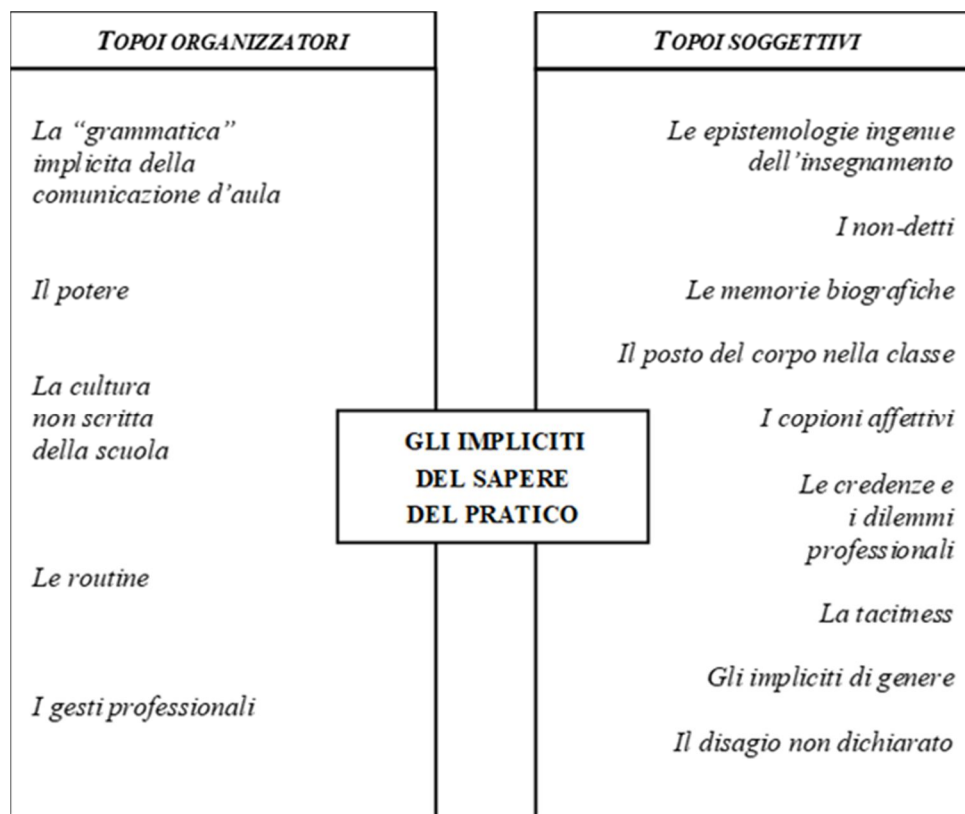 TOPOI ORGANIZZATORI
La “grammatica”
implicita della
comunicazione d’aula
Il potere
La cultura
non scritta
della scuola
Le routine
I gesti professionali
GLI IMPLICITI
DEL SAPERE
DEL PRATICO
TOPOI SOGGETTIVI
Le epistemologie ingenue
dell’insegnamento
I non-detti
Le memorie biografiche
Il posto del corpo nella classe
I copioni affettivi
Le credenze e
i dilemmi
professionali
La tacitness
Gli impliciti di genere
Il disagio non dichiarato